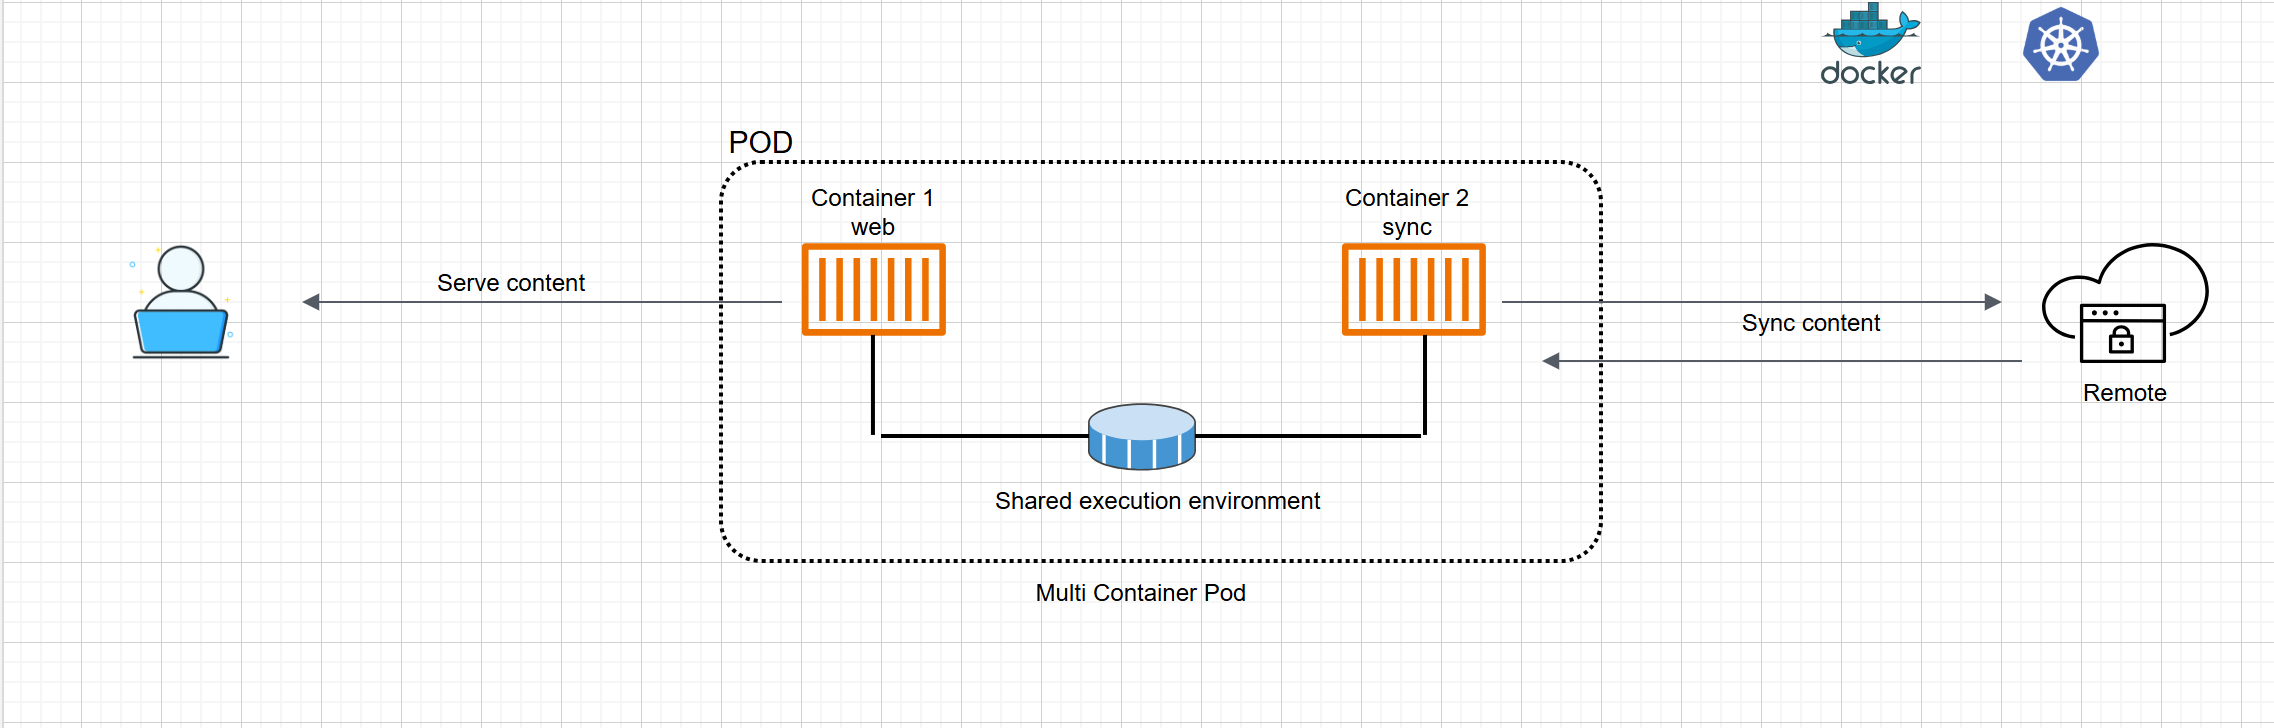 docker
POD
Container 1
web
Container 2
sync
Serve content
Sync content
Remote
Shared execution environment
Multi Container Pod